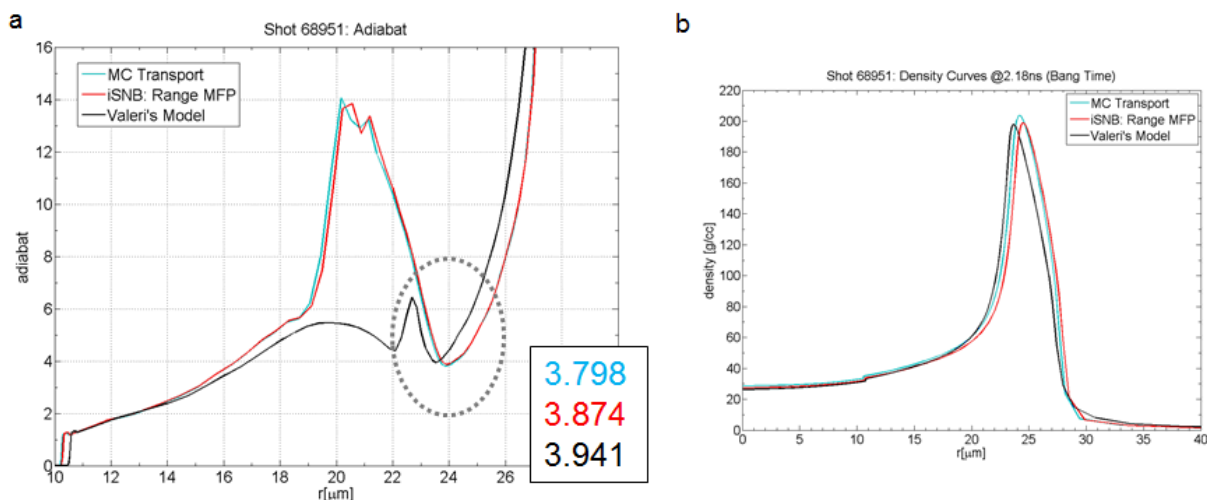 a
Shot 68951: Adiabat
MC Transport
iSNB: Range MFP
Valeri's Model
adiabat
16
14
12
10
8
6
4
2
0
10 12 14 16 18 20 22 24 26
r[μm]
3.798
3.874
3.941
b
Shot 68951: Density Curves @2.18ns (Bang Time)
MC Transport
iSNB: Range MFP
Valeri's Model
density [g/cc]
220
200
180
160
140
120
100
80
60
40
20
0
0 5 10 15 20 25 30 35 40
r[μm]